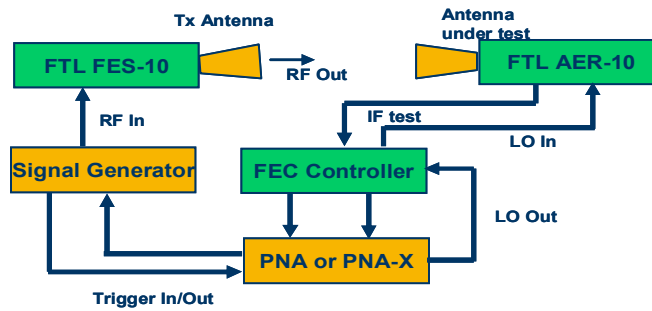 Tx Antenna
Antenna
under test
FTL FES-10
RF Out
FTL AER-10
RF In
IF test
LO In
Signal Generator
FEC Controller
LO Out
PNA or PNA-X
Trigger In/Out